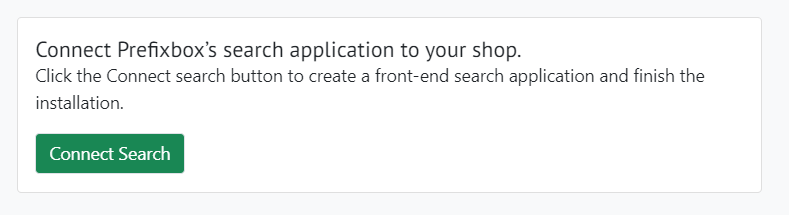 Connect Prefixbox’s search application to your shop.
Click the Connect search button to create a front-end search application and finish the
installation.
Connect Search